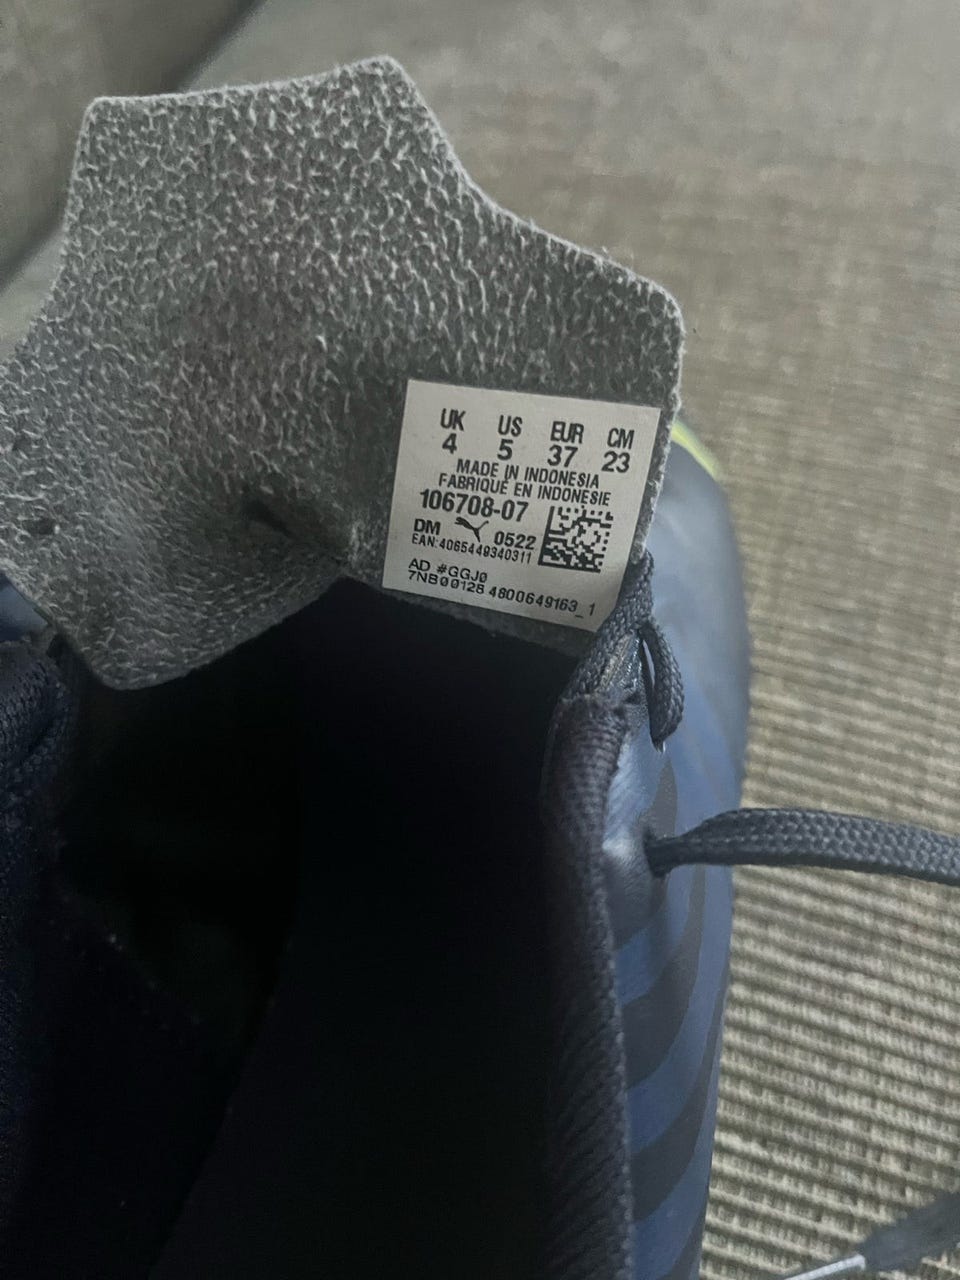 UK US EUR CM
4 5 37 23
MADE IN INDONESIA
FABRIQUÉ EN INDONESIE
106708-07
DM 0522
EAN:4065449340311
AD #GGJ0
7NB00128 4800649163_1